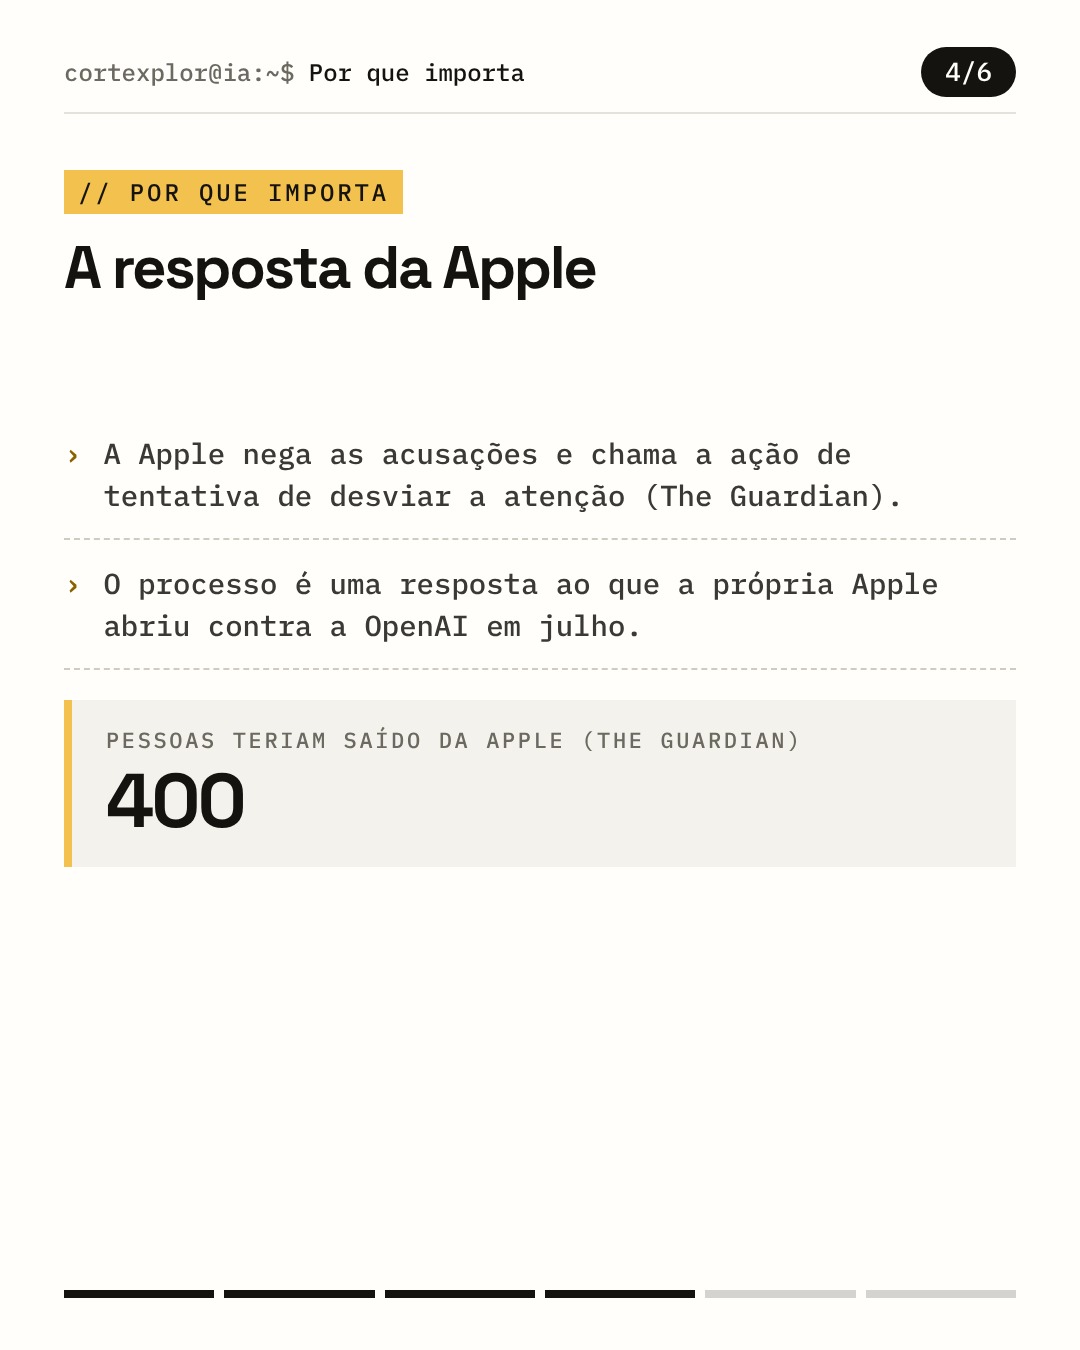 cortexplor@ia:~$ Por que importa
4/6
// POR QUE IMPORTA
A resposta da Apple
› A Apple nega as acusações e chama a ação de
tentativa de desviar a atenção (The Guardian).
› O processo é uma resposta ao que a própria Apple
abriu contra a OpenAI em julho.
PESSOAS TERIAM SAÍDO DA APPLE (THE GUARDIAN)
400